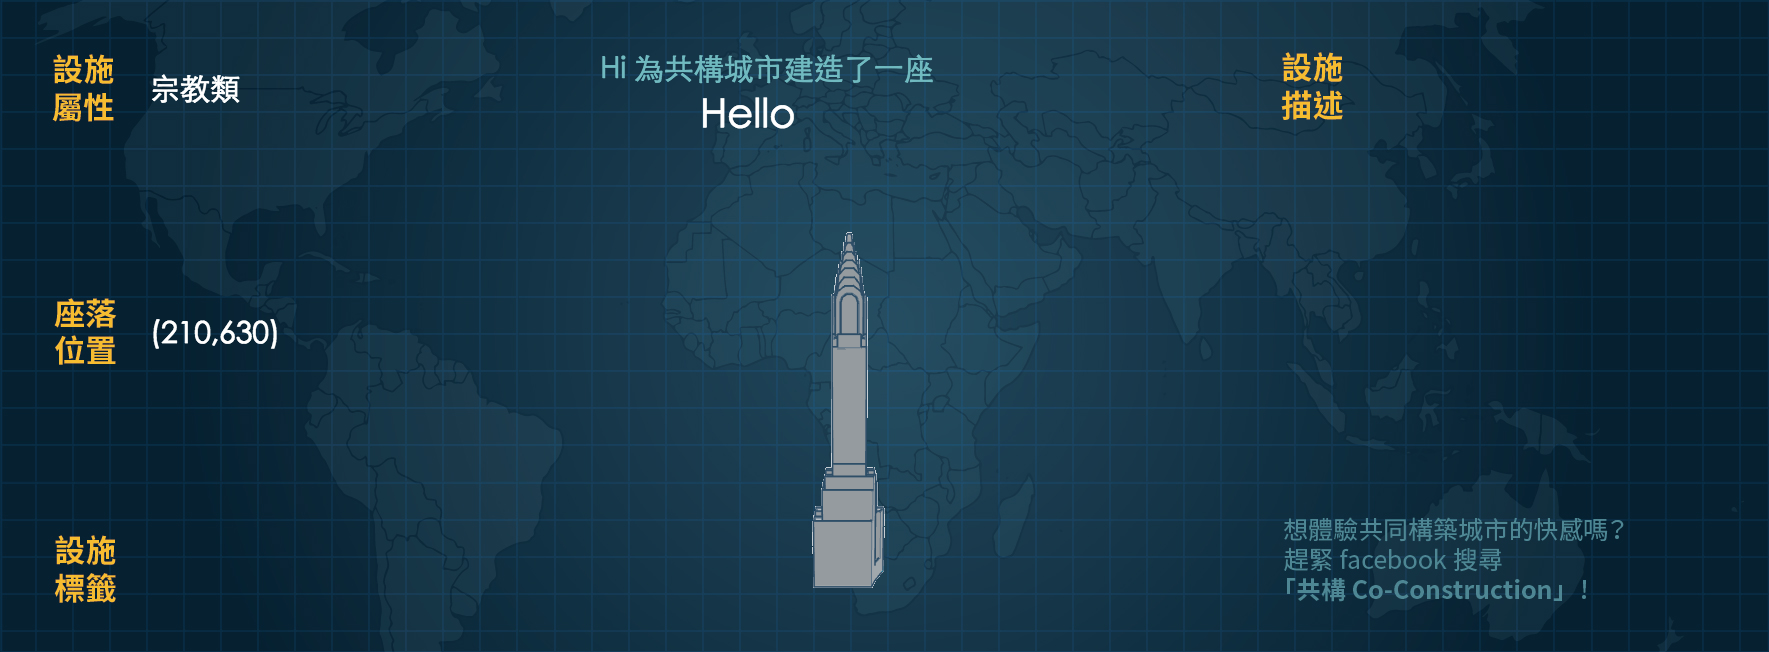 設施
屬性
宗教類
Hi 為共構城市建造了一座
Hello
設施
描述
座落
位置
(210,630)
設施
標籤
想體驗共同構築城市的快感嗎？
趕緊 facebook 搜尋
「共構 Co-Construction」！